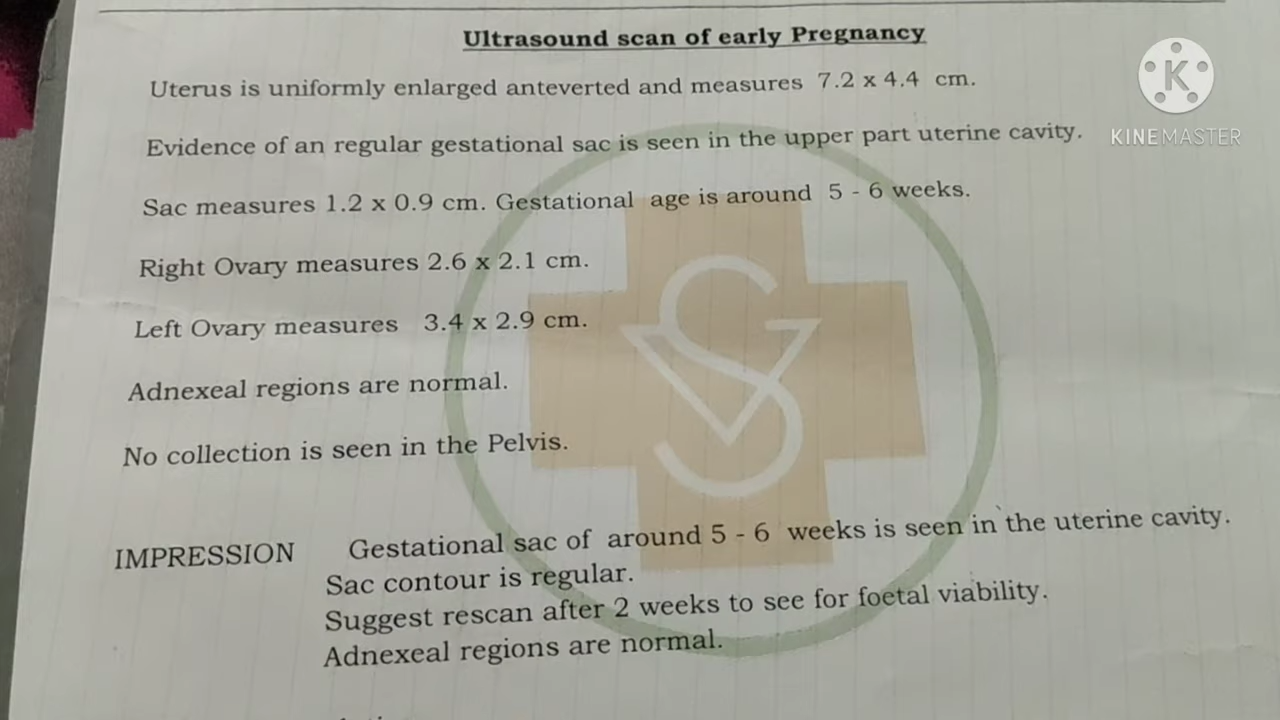 Ultrasound scan of early Pregnancy
Uterus is uniformly enlarged anteverted and measures 7.2 x 4.4 cm.
KINEMASTER
Evidence of an regular gestational sac is seen in the upper part uterine cavity.
Sac measures 1.2 x 0.9 cm. Gestational age is around 5 - 6 weeks.
Right Ovary measures 2.6 x 2.1 cm.
Left Ovary measures 3.4 x 2.9 cm.
Adnexeal regions are normal.
No collection is seen in the Pelvis.
IMPRESSION Gestational sac of around 5 - 6 weeks is seen in the uterine cavity.
Sac contour is regular.
Suggest rescan after 2 weeks to see for foetal viability.
Adnexeal regions are normal.